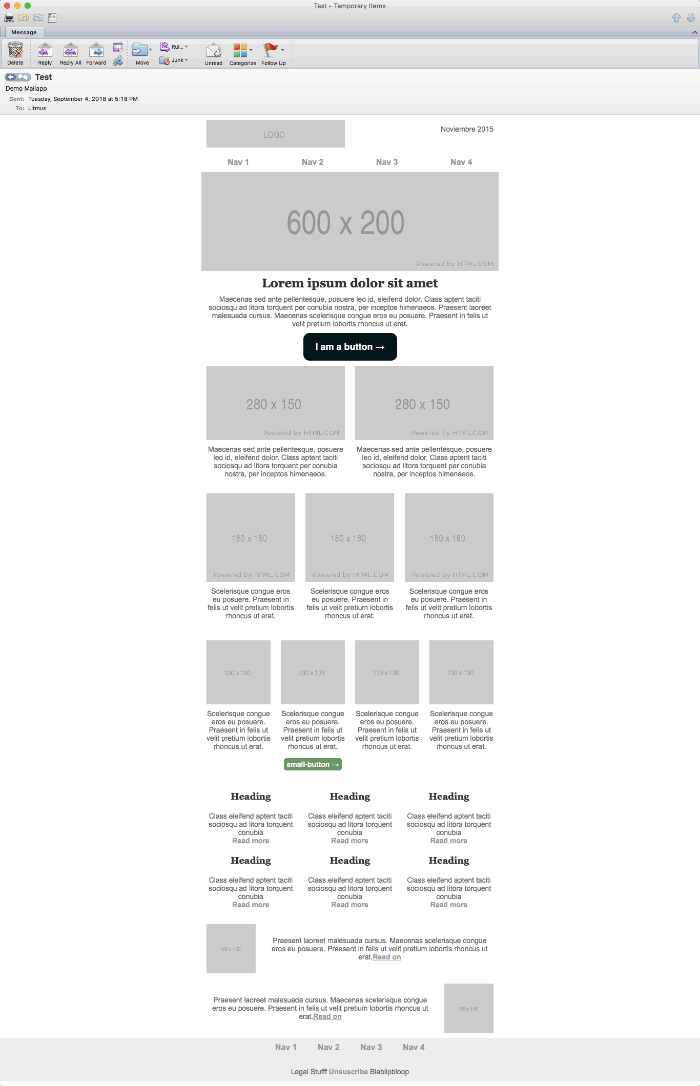 Test - Temporary Items
Message
Delete Reply Reply All Forward Move Rul... Junk Unread Categorize Follow Up
Test
Demo Mailapp
Sent: Tuesday, September 4, 2018 at 5:18 PM
To: Litmus
LOGO
Noviembre 2015
Nav 1 Nav 2 Nav 3 Nav 4
600 x 200
Powered by HTML.COM
Lorem ipsum dolor sit amet
Maecenas sed ante pellentesque, posuere leo id, eleifend dolor. Class aptent taciti
sociosqu ad litora torquent per conubia nostra, per inceptos himenaeos. Praesent laoreet
malesuada cursus. Maecenas scelerisque congue eros eu posuere. Praesent in felis ut
velit pretium lobortis rhoncus ut erat.
I am a button →
280 x 150
Powered by HTML.COM
280 x 150
Powered by HTML.COM
Maecenas sed ante pellentesque, posuere
leo id, eleifend dolor. Class aptent taciti
sociosqu ad litora torquent per conubia
nostra, per inceptos himenaeos.
Maecenas sed ante pellentesque, posuere
leo id, eleifend dolor. Class aptent taciti
sociosqu ad litora torquent per conubia
nostra, per inceptos himenaeos.
180 x 180
Powered by HTML.COM
180 x 180
Powered by HTML.COM
180 x 180
Powered by HTML.COM
Scelerisque congue eros
eu posuere. Praesent in
felis ut velit pretium lobortis
rhoncus ut erat.
Scelerisque congue eros
eu posuere. Praesent in
felis ut velit pretium lobortis
rhoncus ut erat.
Scelerisque congue eros
eu posuere. Praesent in
felis ut velit pretium lobortis
rhoncus ut erat.
130 x 130
130 x 130
130 x 130
130 x 130
Scelerisque congue
eros eu posuere.
Praesent in felis ut
velit pretium lobortis
rhoncus ut erat.
Scelerisque congue
eros eu posuere.
Praesent in felis ut
velit pretium lobortis
rhoncus ut erat.
small-button →
Scelerisque congue
eros eu posuere.
Praesent in felis ut
velit pretium lobortis
rhoncus ut erat.
Scelerisque congue
eros eu posuere.
Praesent in felis ut
velit pretium lobortis
rhoncus ut erat.
Heading
Class eleifend aptent taciti
sociosqu ad litora torquent
conubia
Read more
Heading
Class eleifend aptent taciti
sociosqu ad litora torquent
conubia
Read more
Heading
Class eleifend aptent taciti
sociosqu ad litora torquent
conubia
Read more
Heading
Class eleifend aptent taciti
sociosqu ad litora torquent
conubia
Read more
Heading
Class eleifend aptent taciti
sociosqu ad litora torquent
conubia
Read more
Heading
Class eleifend aptent taciti
sociosqu ad litora torquent
conubia
Read more
Praesent laoreet malesuada cursus. Maecenas scelerisque congue
eros eu posuere. Praesent in felis ut velit pretium lobortis rhoncus ut
erat.Read on
Praesent laoreet malesuada cursus. Maecenas scelerisque congue
eros eu posuere. Praesent in felis ut velit pretium lobortis rhoncus ut
erat.Read on
Nav 1 Nav 2 Nav 3 Nav 4
Legal Stufff Unsuscribe Blablipbloop